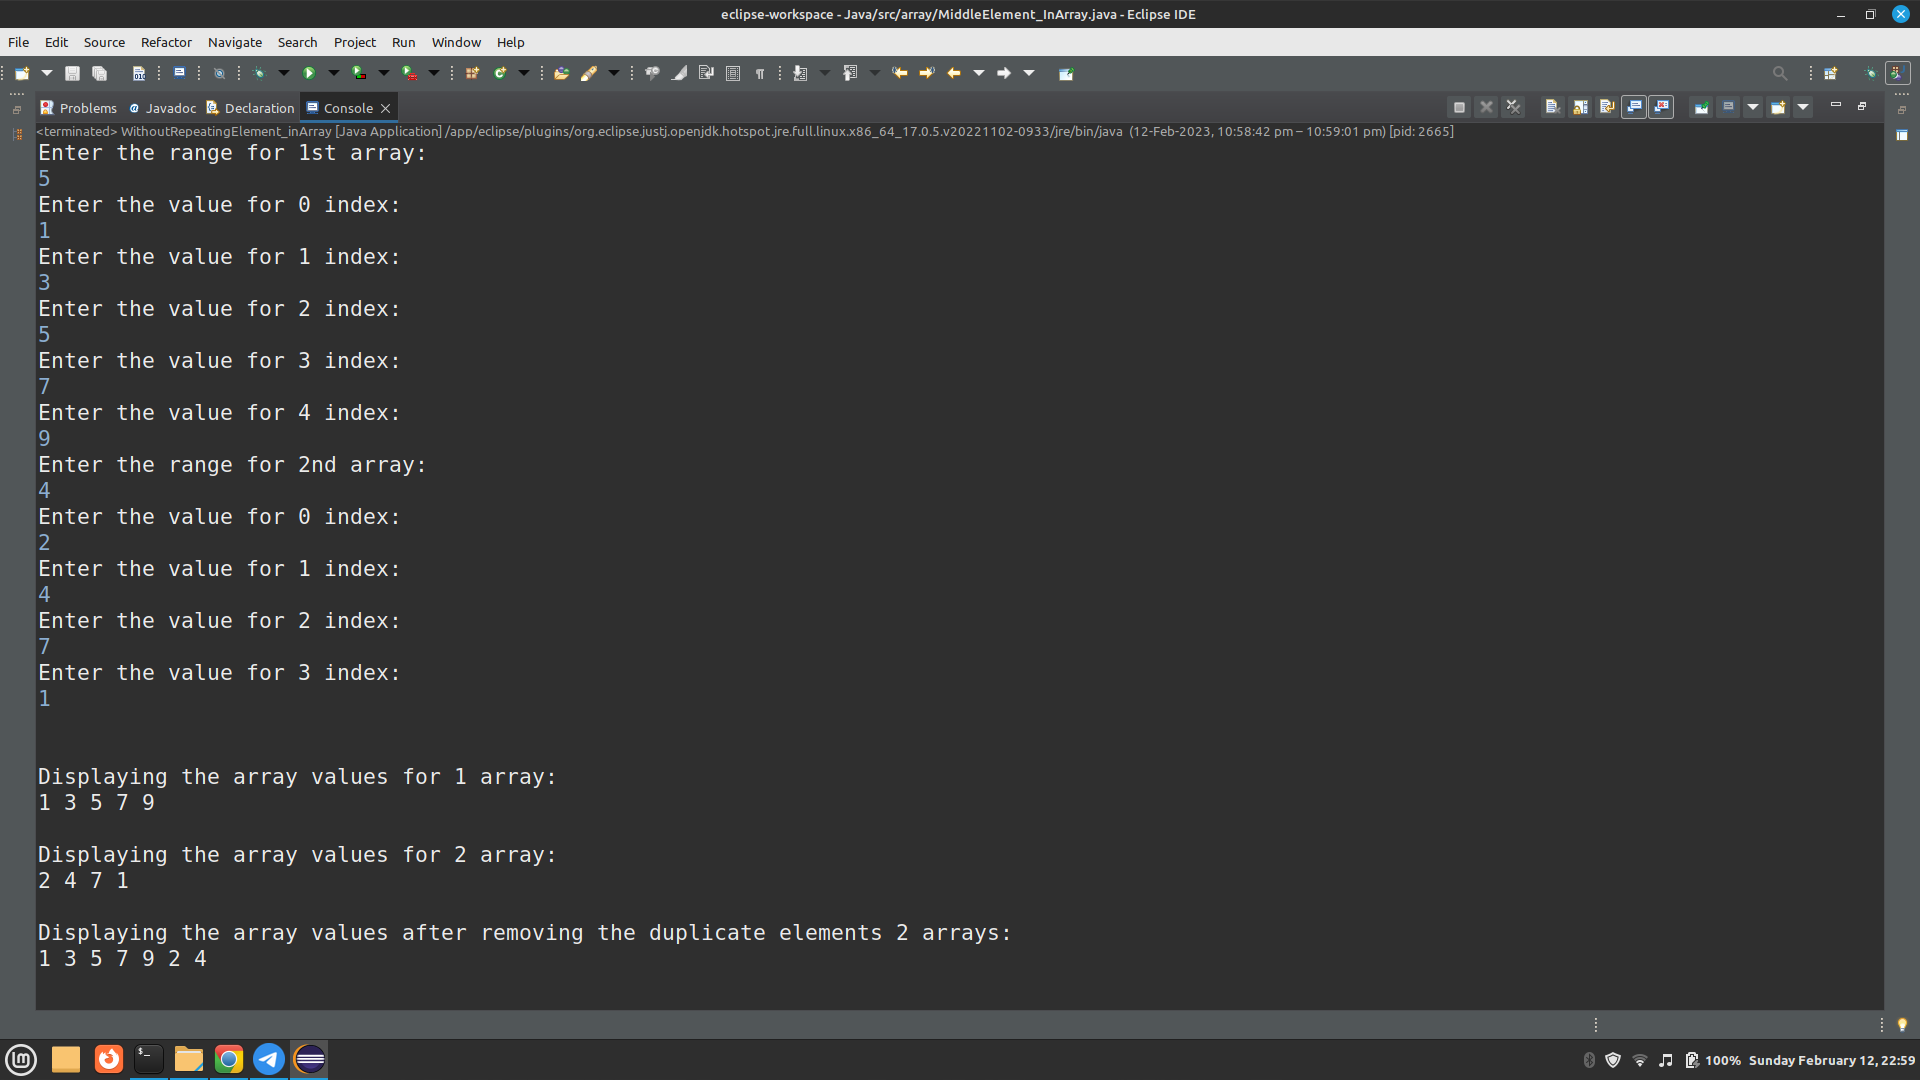 eclipse-workspace - Java/src/array/MiddleElement_InArray.java - Eclipse IDE
File Edit Source Refactor Navigate Search Project Run Window Help
Problems Javadoc Declaration Console
<terminated> WithoutRepeatingElement_inArray [Java Application] /app/eclipse/plugins/org.eclipse.justj.openjdk.hotspot.jre.full.linux.x86_64_17.0.5.v20221102-0933/jre/bin/java (12-Feb-2023, 10:58:42 pm – 10:59:01 pm) [pid: 2665]
Enter the range for 1st array:
5
Enter the value for 0 index:
1
Enter the value for 1 index:
3
Enter the value for 2 index:
5
Enter the value for 3 index:
7
Enter the value for 4 index:
9
Enter the range for 2nd array:
4
Enter the value for 0 index:
2
Enter the value for 1 index:
4
Enter the value for 2 index:
7
Enter the value for 3 index:
1
Displaying the array values for 1 array:
1 3 5 7 9
Displaying the array values for 2 array:
2 4 7 1
Displaying the array values after removing the duplicate elements 2 arrays:
1 3 5 7 9 2 4
100% Sunday February 12, 22:59